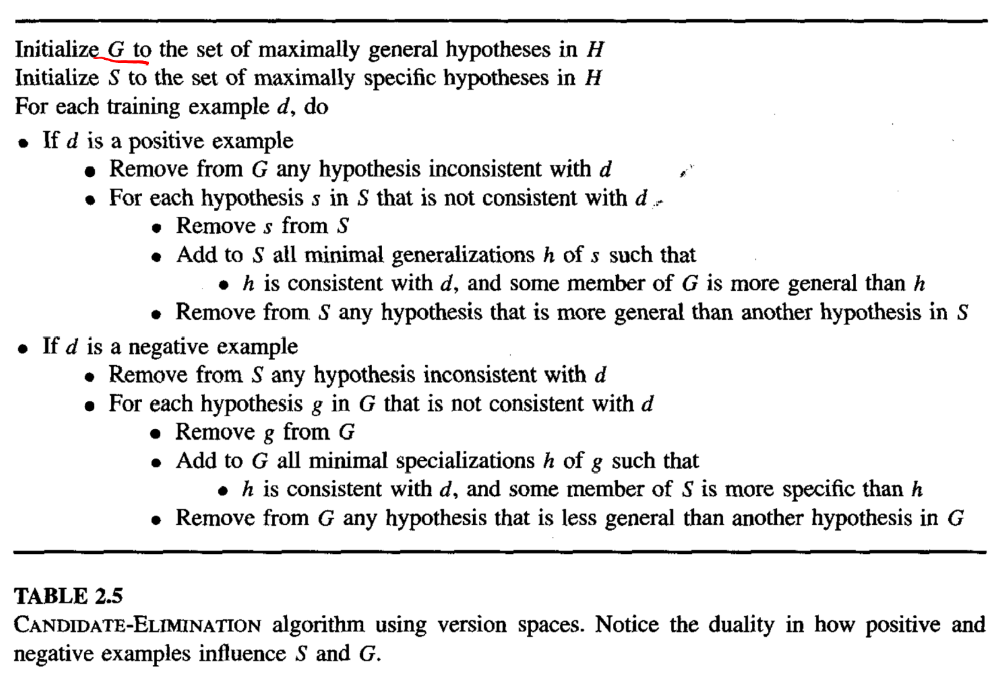 Initialize G to the set of maximally general hypotheses in H
Initialize S to the set of maximally specific hypotheses in H
For each training example d, do
• If d is a positive example
• Remove from G any hypothesis inconsistent with d
• For each hypothesis s in S that is not consistent with d
• Remove s from S
• Add to S all minimal generalizations h of s such that
• h is consistent with d, and some member of G is more general than h
• Remove from S any hypothesis that is more general than another hypothesis in S
• If d is a negative example
• Remove from S any hypothesis inconsistent with d
• For each hypothesis g in G that is not consistent with d
• Remove g from G
• Add to G all minimal specializations h of g such that
• h is consistent with d, and some member of S is more specific than h
• Remove from G any hypothesis that is less general than another hypothesis in G
TABLE 2.5
CANDIDATE-ELIMINATION algorithm using version spaces. Notice the duality in how positive and
negative examples influence S and G.